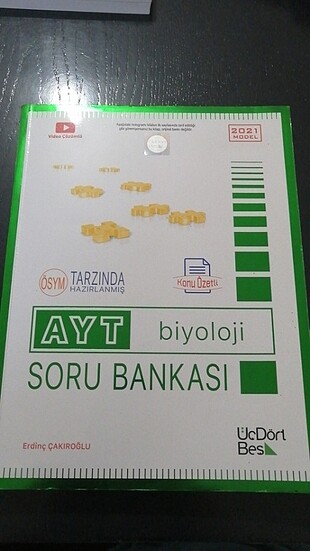 Video Çözümlü
2021
MODEL
ÖSYM TARZINDA
HAZIRLANMIŞ
Konu Özetli
AYT biyoloji
SORU BANKASI
Erdinç ÇAKIROĞLU
ÜçDört
Beş